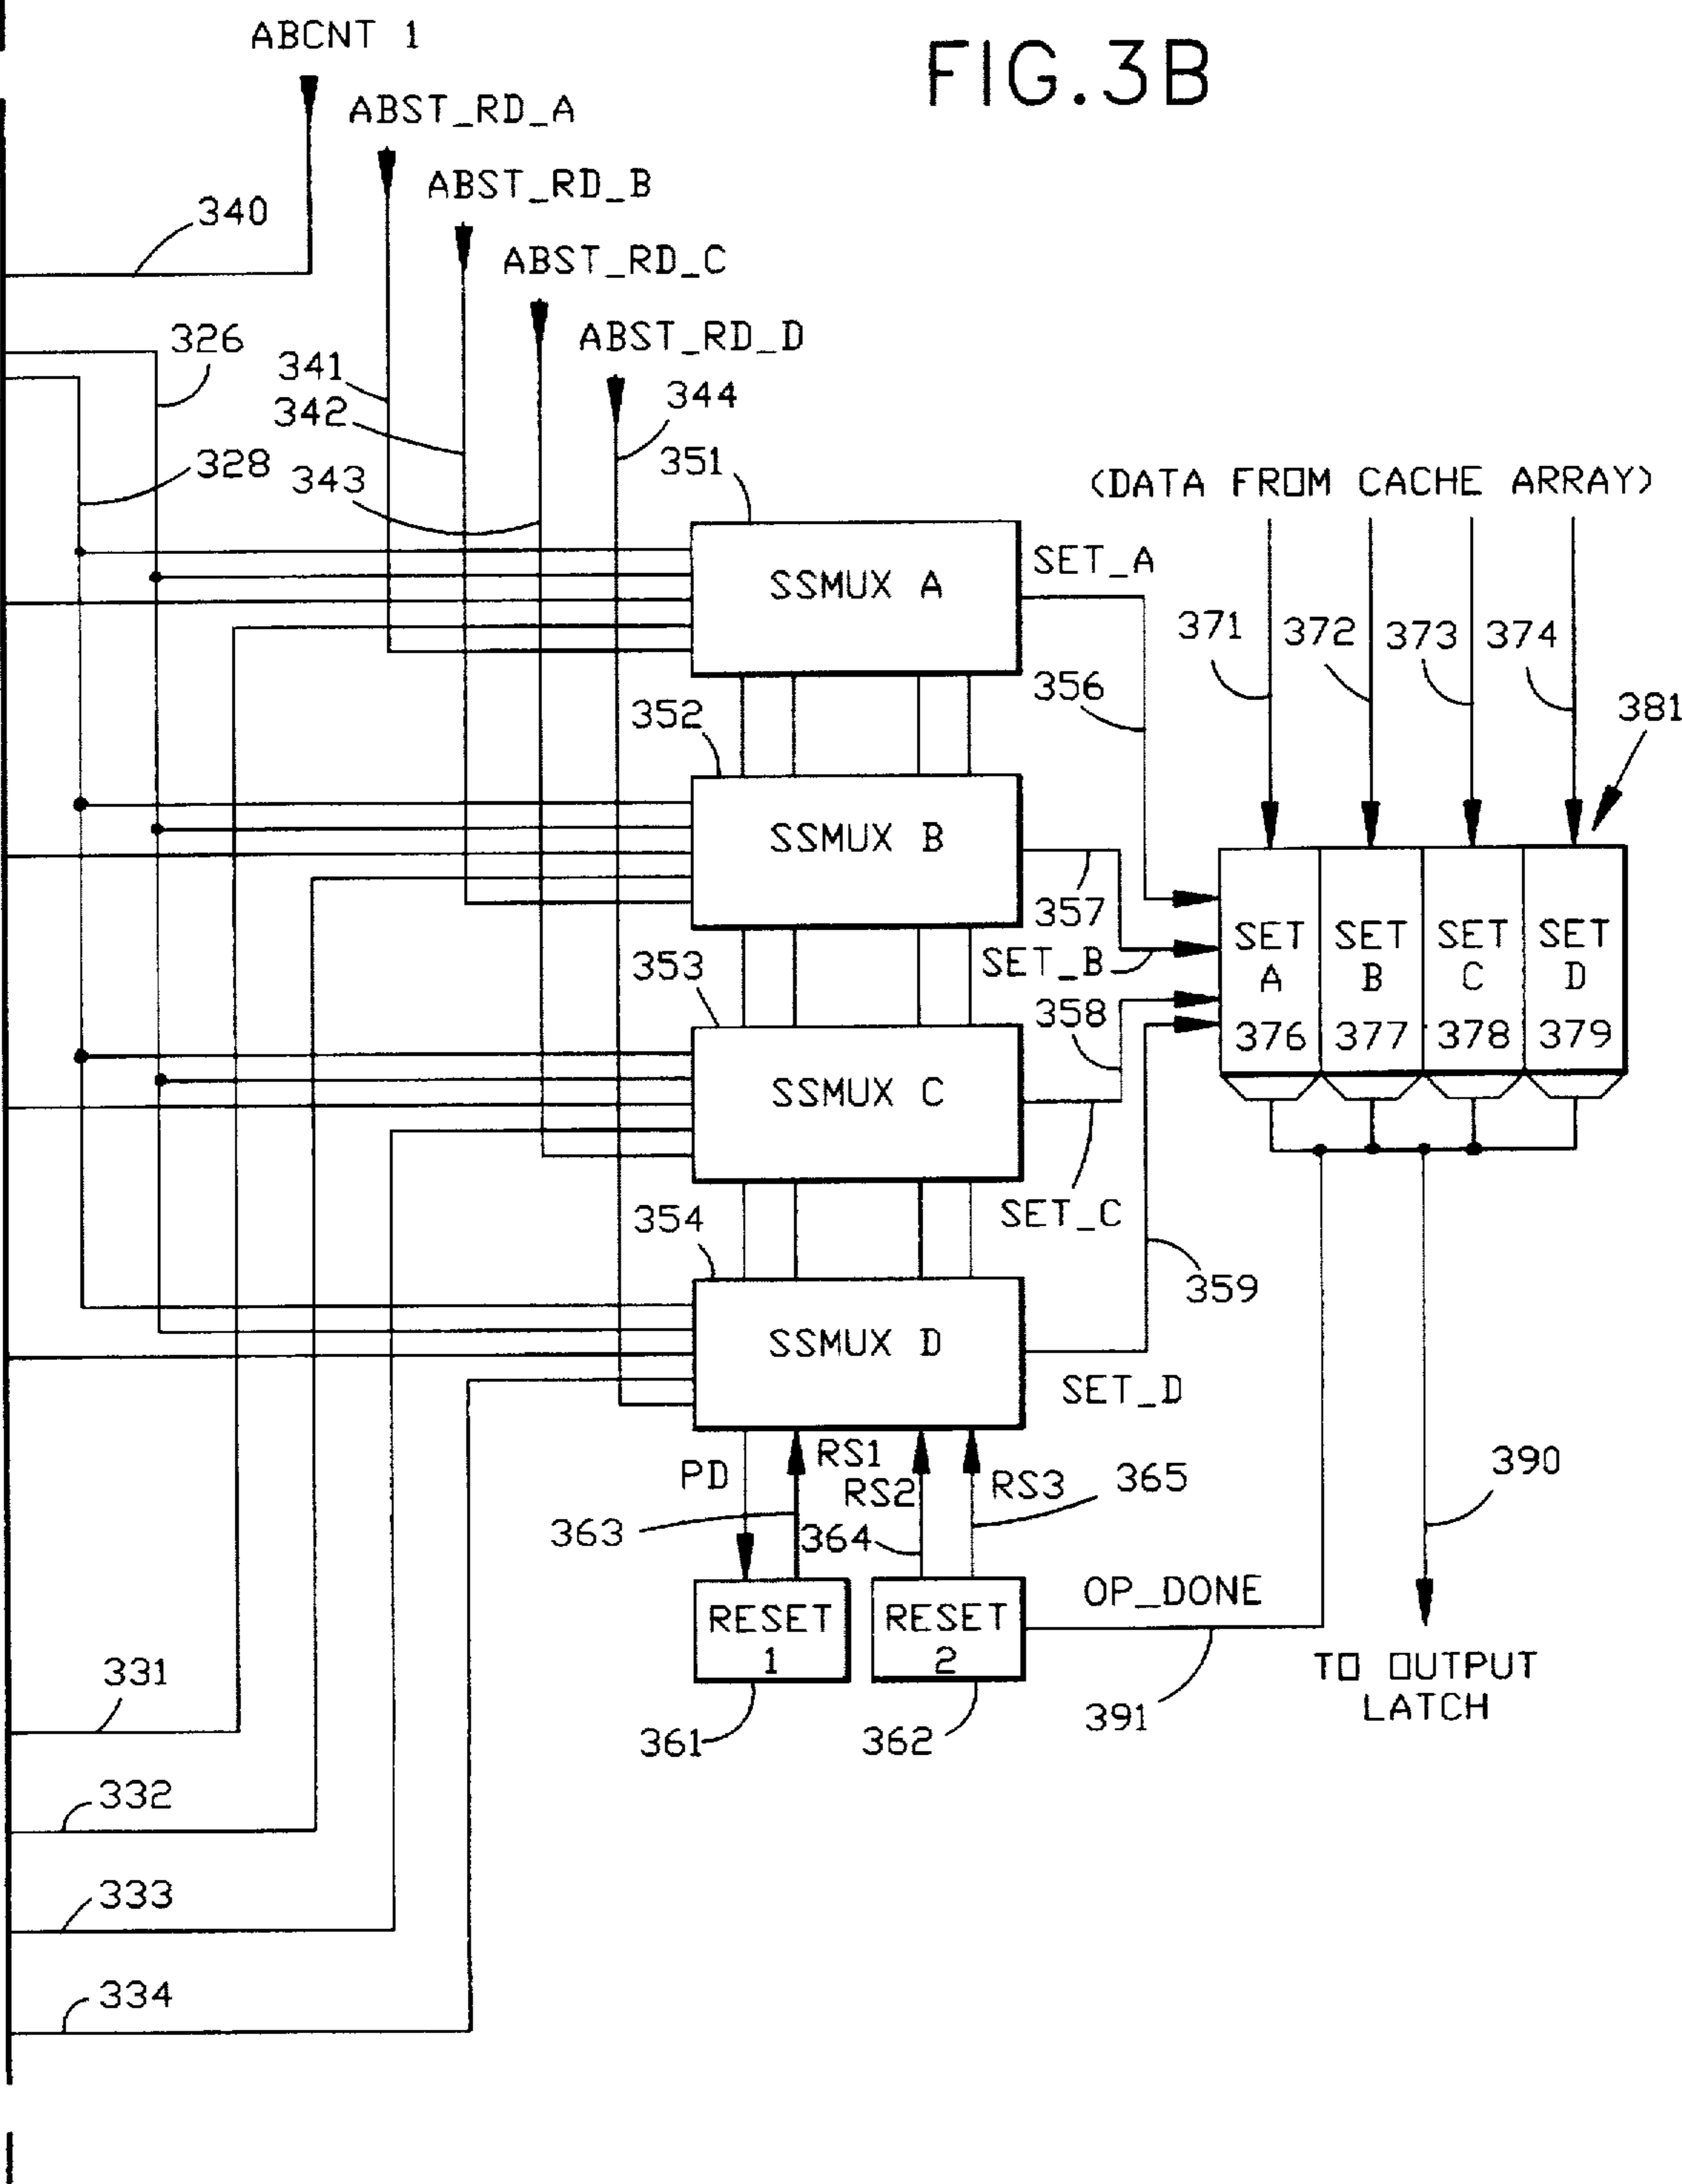 FIG.3B
ABCNT 1
ABST_RD_A
ABST_RD_B
340
ABST_RD_C
326
ABST_RD_D
341
342
344
328
343
351
(DATA FROM CACHE ARRAY)
SSMUX A
SET_A
371
372
373
374
356
352
381
SSMUX B
357
SET_B
353
358
SET A 376
SET B 377
SET C 378
SET D 379
SSMUX C
SET_C
354
359
SSMUX D
SET_D
PD
RS1
RS2
RS3
365
390
363
364
RESET 1
RESET 2
OP_DONE
331
361
362
391
TO OUTPUT
LATCH
332
333
334